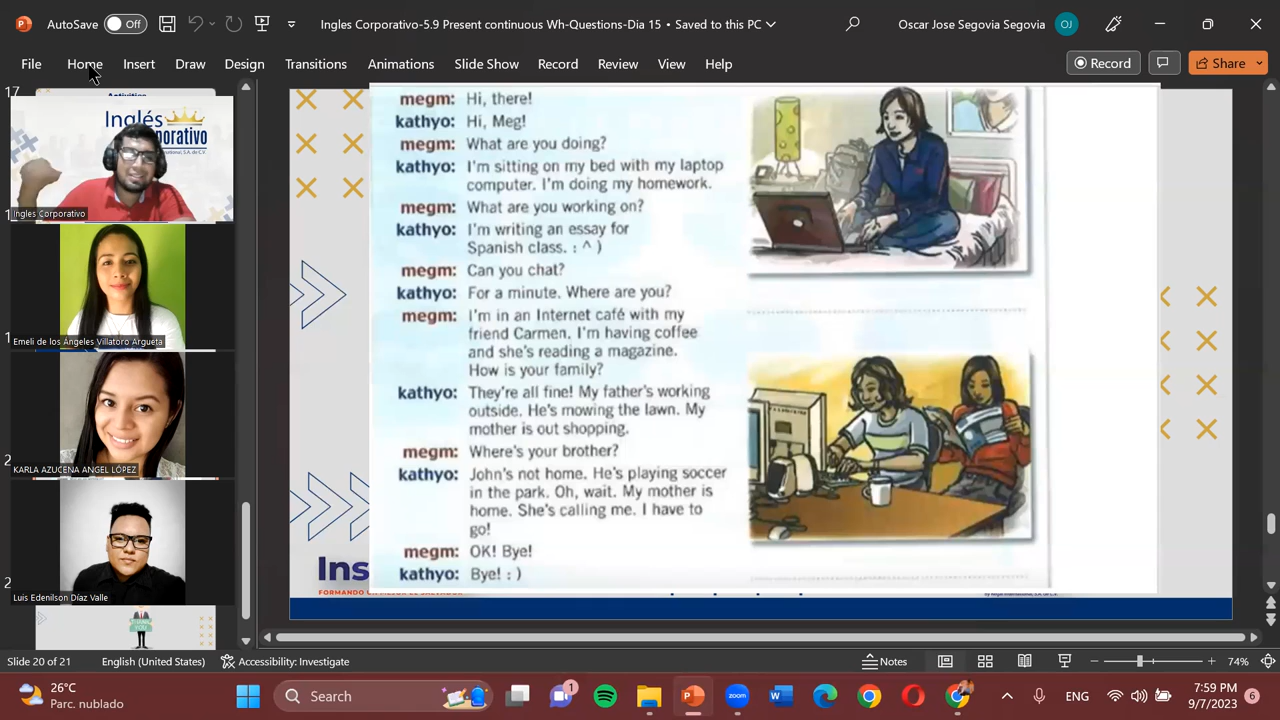 AutoSave Off Ingles Corporativo-5.9 Present continuous Wh-Questions-Dia 15 • Saved to this PC Oscar Jose Segovia Segovia OJ
File Home Insert Draw Design Transitions Animations Slide Show Record Review View Help Record Share
17
Inglés
Corporativo
Ingles Corporativo
Emeli de los Ángeles Villatoro Argueta
KARLA AZUCENA ANGEL LÓPEZ
Luis Edenilson Díaz Valle
THANK
YOU
megm: Hi, there!
kathyo: Hi, Meg!
megm: What are you doing?
kathyo: I'm sitting on my bed with my laptop
computer. I'm doing my homework.
megm: What are you working on?
kathyo: I'm writing an essay for
Spanish class. : ^ )
megm: Can you chat?
kathyo: For a minute. Where are you?
megm: I'm in an Internet café with my
friend Carmen. I'm having coffee
and she's reading a magazine.
How is your family?
kathyo: They're all fine! My father's working
outside. He's mowing the lawn. My
mother is out shopping.
megm: Where's your brother?
kathyo: John's not home. He's playing soccer
in the park. Oh, wait. My mother is
home. She's calling me. I have to
go!
megm: OK! Bye!
kathyo: Bye! : )
Slide 20 of 21 English (United States) Accessibility: Investigate Notes 74%
26°C
Parc. nublado
Search
1
ENG
7:59 PM
9/7/2023
6